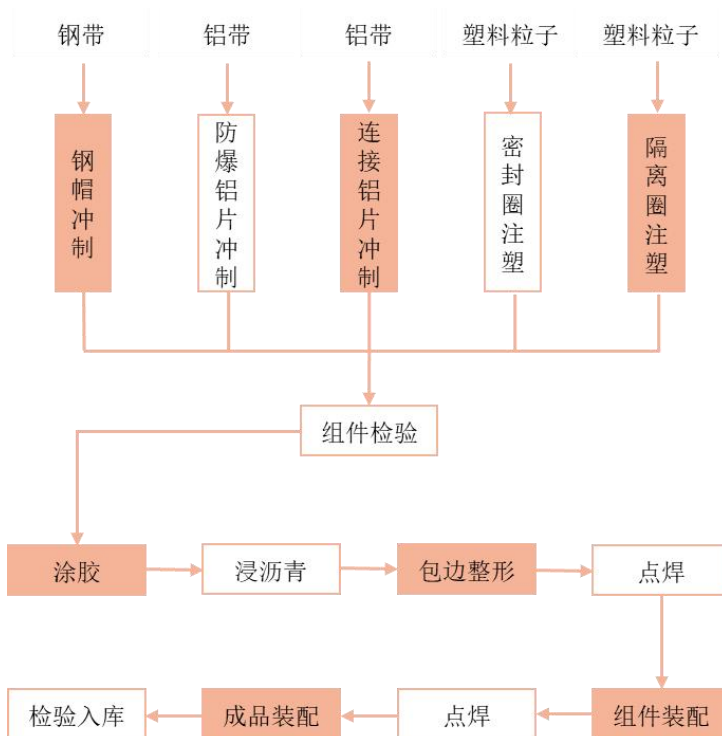 钢带
铝带
铝带
塑料粒子
塑料粒子
钢帽冲制
防爆铝片冲制
连接铝片冲制
密封圈注塑
隔离圈注塑
组件检验
涂胶
浸沥青
包边整形
点焊
检验入库
成品装配
点焊
组件装配